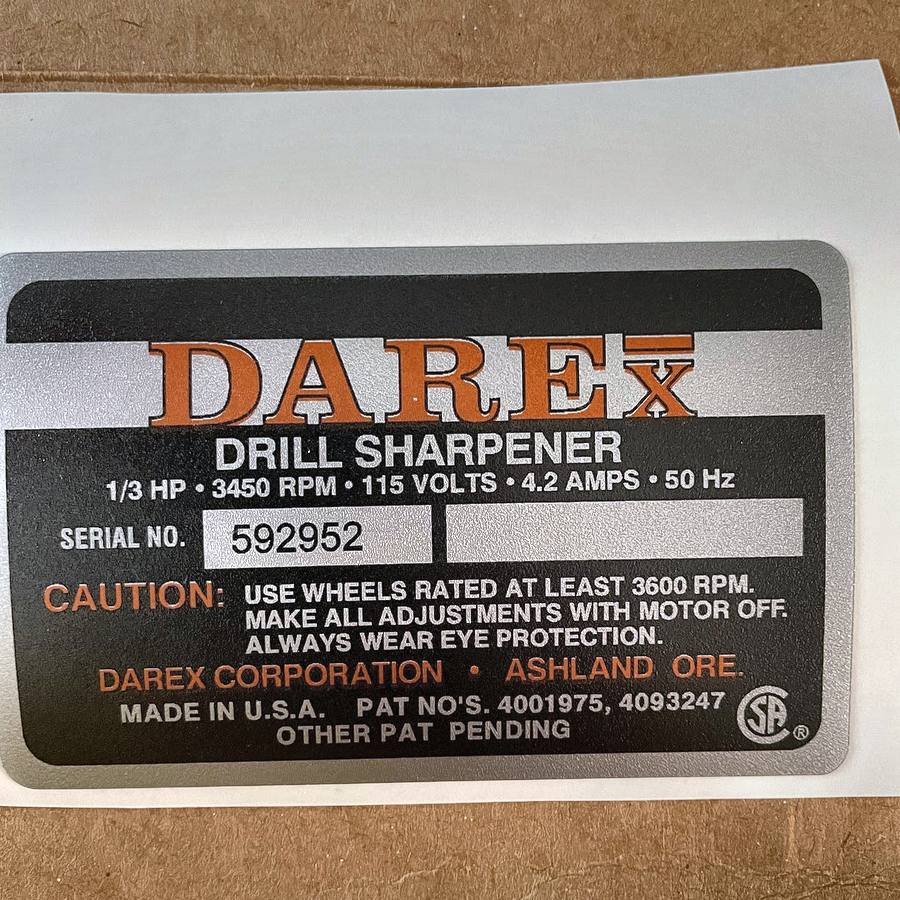 DAREX
DRILL SHARPENER
1/3 HP • 3450 RPM • 115 VOLTS • 4.2 AMPS • 50 Hz
SERIAL NO. 592952
CAUTION: USE WHEELS RATED AT LEAST 3600 RPM.
MAKE ALL ADJUSTMENTS WITH MOTOR OFF.
ALWAYS WEAR EYE PROTECTION.
DAREX CORPORATION • ASHLAND ORE.
MADE IN U.S.A. PAT NO'S. 4001975, 4093247
OTHER PAT PENDING
SA ®